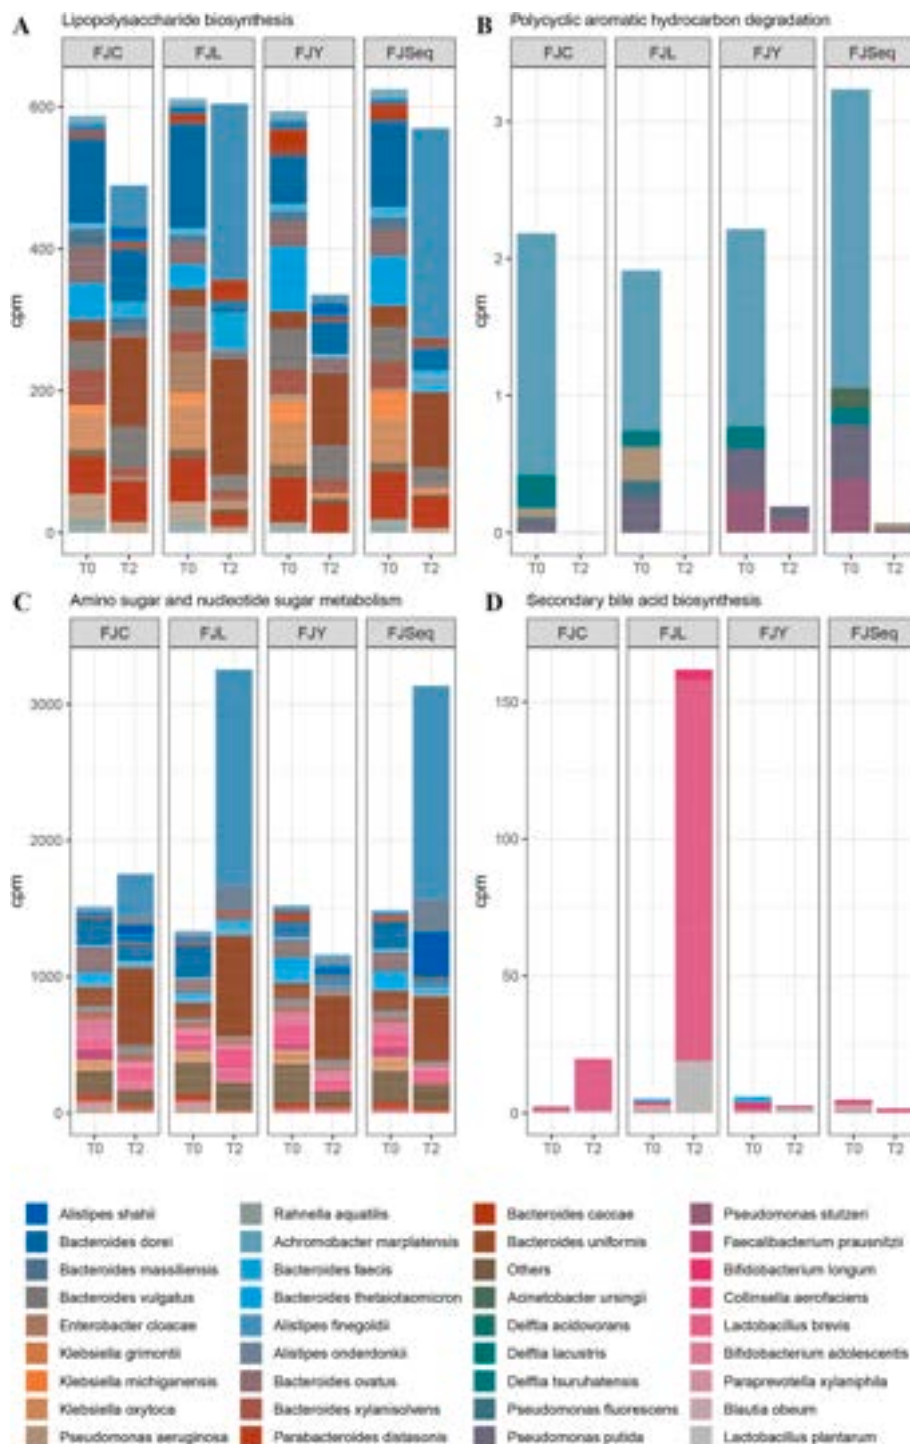 A Lipopolysaccharide biosynthesis
FJC FJL FJY FJSeq
600
400
200
0
cpm
T0 T2 T0 T2 T0 T2 T0 T2
B Polycyclic aromatic hydrocarbon degradation
FJC FJL FJY FJSeq
3
2
1
0
cpm
T0 T2 T0 T2 T0 T2 T0 T2
C Amino sugar and nucleotide sugar metabolism
FJC FJL FJY FJSeq
3000
2000
1000
0
cpm
T0 T2 T0 T2 T0 T2 T0 T2
D Secondary bile acid biosynthesis
FJC FJL FJY FJSeq
150
100
50
0
cpm
T0 T2 T0 T2 T0 T2 T0 T2
Alistipes shahii
Bacteroides dorei
Bacteroides massiliensis
Bacteroides vulgatus
Enterobacter cloacae
Klebsiella grimontii
Klebsiella michiganensis
Klebsiella oxytoca
Pseudomonas aeruginosa
Rahnella aquatilis
Achromobacter marplatensis
Bacteroides faecis
Bacteroides thetaiotaomicron
Alistipes finegoldii
Alistipes onderdonkii
Bacteroides ovatus
Bacteroides xylanisolvens
Parabacteroides distasonis
Bacteroides caccae
Bacteroides uniformis
Others
Acinetobacter ursingii
Delftia acidovorans
Delftia lacustris
Delftia tsuruhatensis
Pseudomonas fluorescens
Pseudomonas putida
Pseudomonas stutzeri
Faecalibacterium prausnitzii
Bifidobacterium longum
Collinsella aerofaciens
Lactobacillus brevis
Bifidobacterium adolescentis
Paraprevotella xylaniphila
Blautia obeum
Lactobacillus plantarum